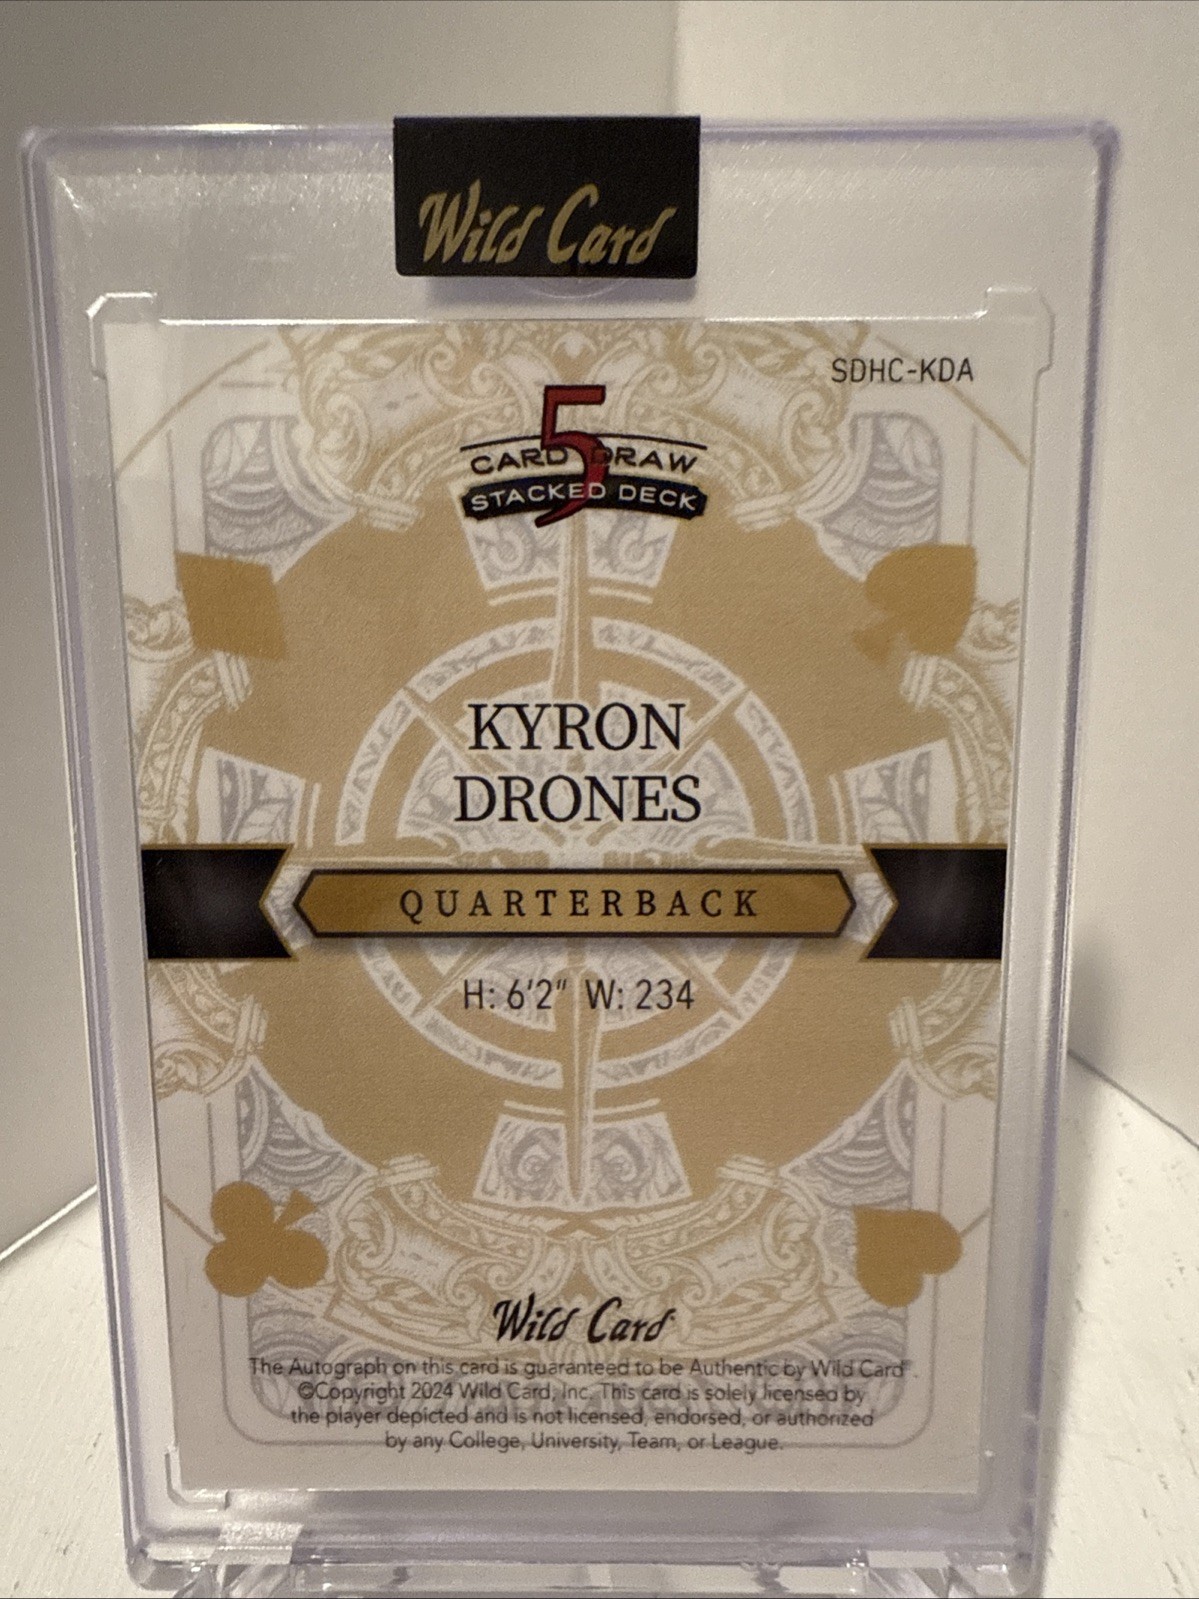 Wild Card
SDHC-KDA
5
CARD DRAW
STACKED DECK
KYRON
DRONES
QUARTERBACK
H: 6'2" W: 234
Wild Card
The Autograph on this card is guaranteed to be Authentic by Wild Card®.
©Copyright 2024 Wild Card, Inc. This card is solely licensed by
the player depicted and is not licensed, endorsed, or authorized
by any College, University, Team, or League.